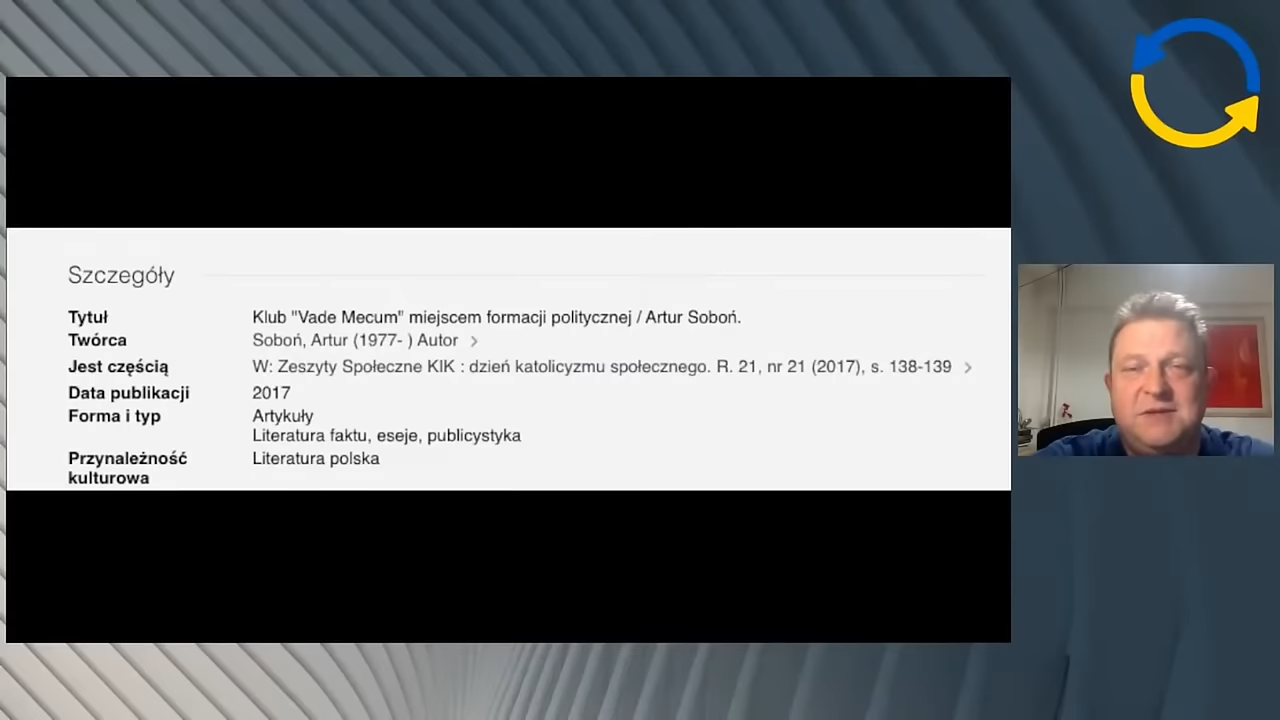 Szczegóły
Tytuł Klub "Vade Mecum" miejscem formacji politycznej / Artur Soboń.
Twórca Soboń, Artur (1977- ) Autor >
Jest częścią W: Zeszyty Społeczne KIK : dzień katolicyzmu społecznego. R. 21, nr 21 (2017), s. 138-139 >
Data publikacji 2017
Forma i typ Artykuły
Literatura faktu, eseje, publicystyka
Przynależność Literatura polska
kulturowa